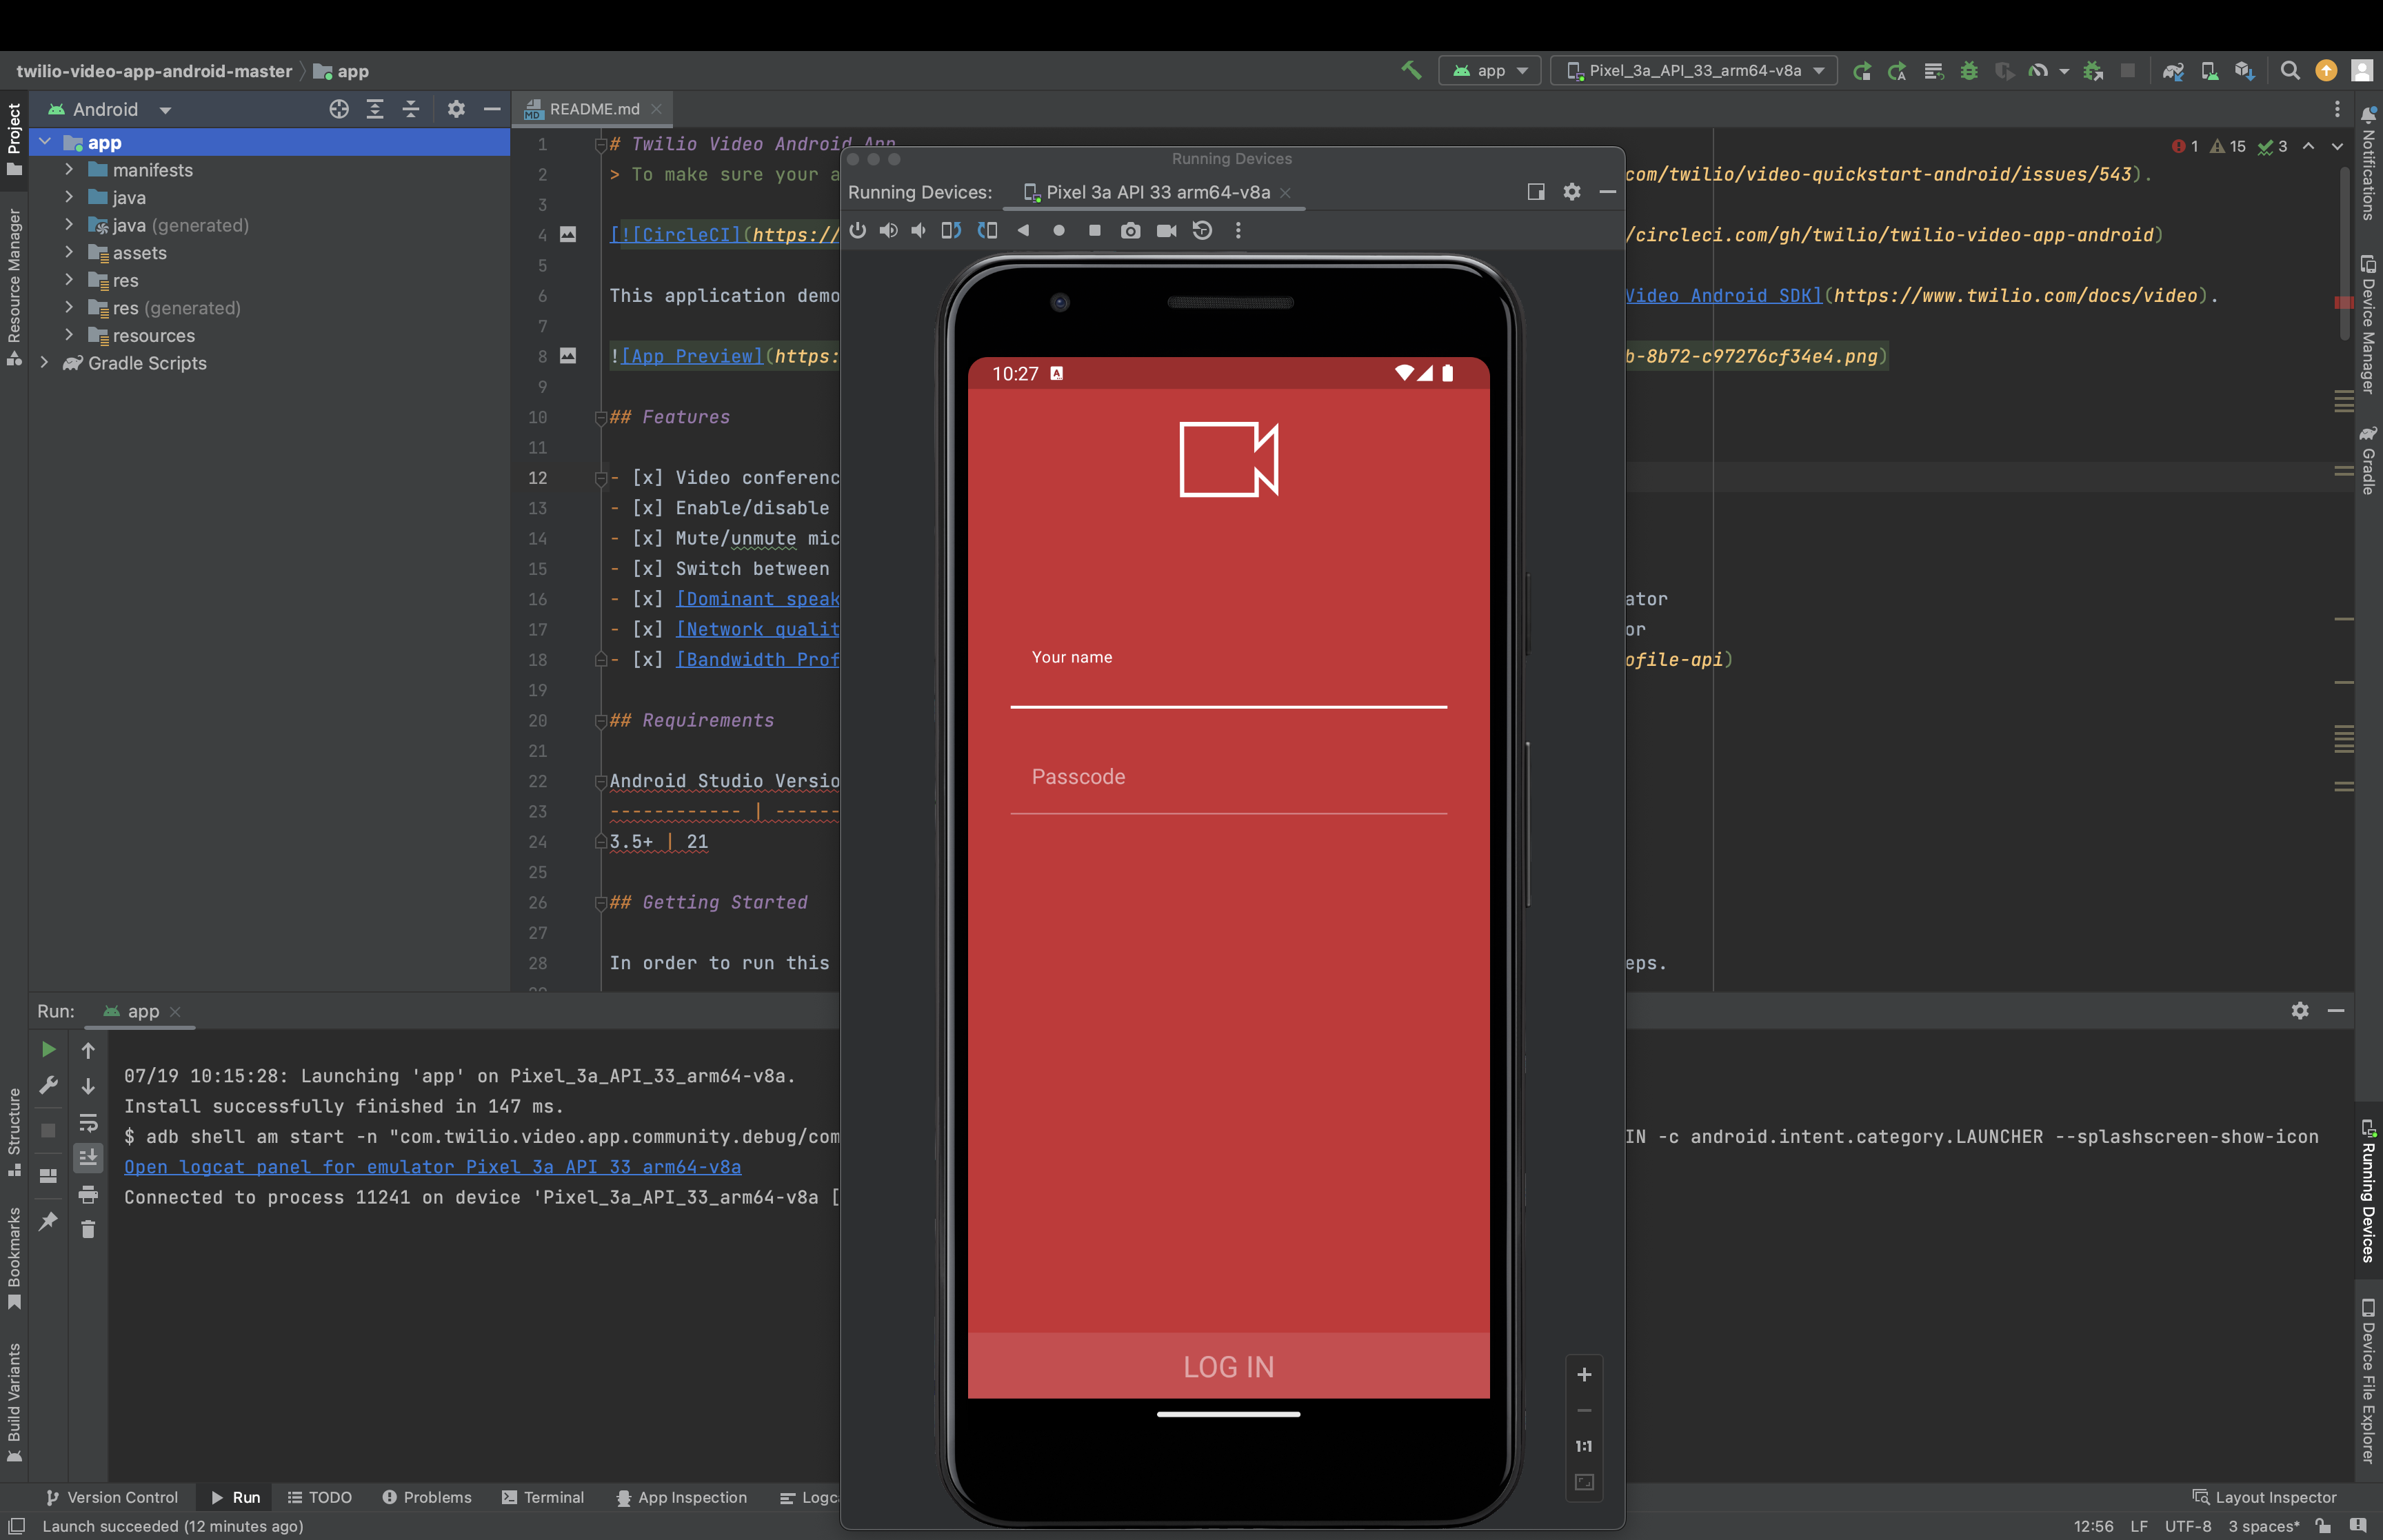 twilio-video-app-android-master app
app
Pixel_3a_API_33_arm64-v8a
Project
Resource Manager
Structure
Bookmarks
Build Variants
Android
app
manifests
java
java (generated)
assets
res
res (generated)
resources
Gradle Scripts
README.md
1 15 3
1 # Twilio Video Android App
2 > To make sure your a
com/twilio/video-quickstart-android/issues/543).
3
4 [![CircleCI](https://
/circleci.com/gh/twilio/twilio-video-app-android)
5
6 This application demo
Video Android SDK](https://www.twilio.com/docs/video).
7
8 ![App Preview](https:
b-8b72-c97276cf34e4.png)
9
10 ## Features
11
12 - [x] Video conferenc
13 - [x] Enable/disable
14 - [x] Mute/unmute mic
15 - [x] Switch between
16 - [x] [Dominant speak
ator
17 - [x] [Network qualit
or
18 - [x] [Bandwidth Prof
ofile-api)
19
20 ## Requirements
21
22 Android Studio Versio
23 ------------ | ------
24 3.5+ | 21
25
26 ## Getting Started
27
28 In order to run this
eps.
Running Devices
Running Devices: Pixel 3a API 33 arm64-v8a
10:27
Your name
Passcode
LOG IN
1:1
Notifications
Device Manager
Gradle
Running Devices
Device File Explorer
Run: app
07/19 10:15:28: Launching 'app' on Pixel_3a_API_33_arm64-v8a.
Install successfully finished in 147 ms.
$ adb shell am start -n "com.twilio.video.app.community.debug/com
IN -c android.intent.category.LAUNCHER --splashscreen-show-icon
Open logcat panel for emulator Pixel 3a API 33 arm64-v8a
Connected to process 11241 on device 'Pixel_3a_API_33_arm64-v8a [
Version Control Run TODO Problems Terminal App Inspection Logc
Layout Inspector
Launch succeeded (12 minutes ago)
12:56 LF UTF-8 3 spaces*